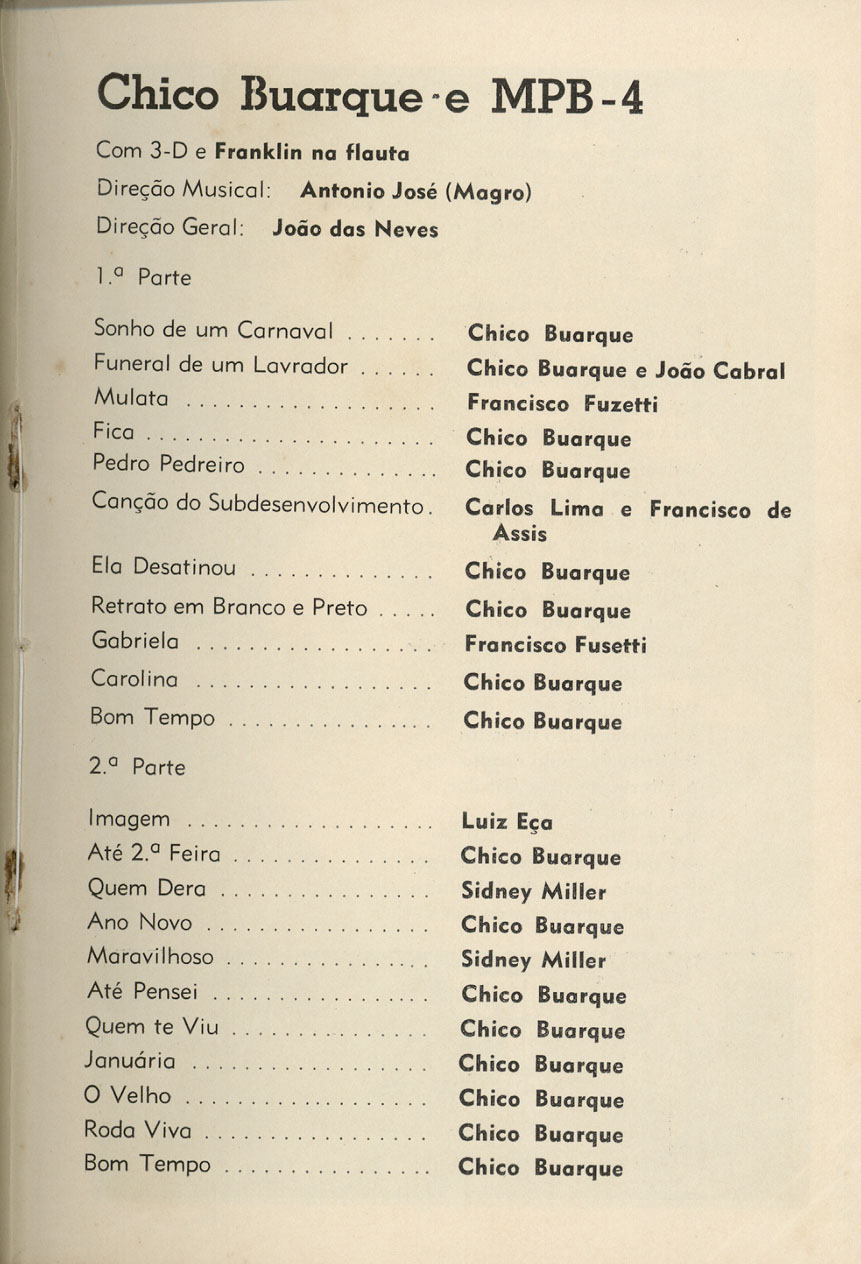 Chico Buarque e MPB-4
Com 3-D e Franklin na flauta
Direção Musical: Antonio José (Magro)
Direção Geral: João das Neves
1.ª Parte
Sonho de um Carnaval . . . . . . . Chico Buarque
Funeral de um Lavrador . . . . . . Chico Buarque e João Cabral
Mulata . . . . . . . . . . . . . . . . . . . Francisco Fuzetti
Fica . . . . . . . . . . . . . . . . . . . . . . Chico Buarque
Pedro Pedreiro . . . . . . . . . . . . . . Chico Buarque
Canção do Subdesenvolvimento . Carlos Lima e Francisco de
Assis
Ela Desatinou . . . . . . . . . . . . . . Chico Buarque
Retrato em Branco e Preto . . . . . Chico Buarque
Gabriela . . . . . . . . . . . . . . . . . . Francisco Fusetti
Carolina . . . . . . . . . . . . . . . . . . Chico Buarque
Bom Tempo . . . . . . . . . . . . . . . . Chico Buarque
2.ª Parte
Imagem . . . . . . . . . . . . . . . . . . . Luiz Eça
Até 2.ª Feira . . . . . . . . . . . . . . . Chico Buarque
Quem Dera . . . . . . . . . . . . . . . . Sidney Miller
Ano Novo . . . . . . . . . . . . . . . . . Chico Buarque
Maravilhoso . . . . . . . . . . . . . . . . Sidney Miller
Até Pensei . . . . . . . . . . . . . . . . . Chico Buarque
Quem te Viu . . . . . . . . . . . . . . . Chico Buarque
Januária . . . . . . . . . . . . . . . . . . Chico Buarque
O Velho . . . . . . . . . . . . . . . . . . . Chico Buarque
Roda Viva . . . . . . . . . . . . . . . . . Chico Buarque
Bom Tempo . . . . . . . . . . . . . . . . Chico Buarque